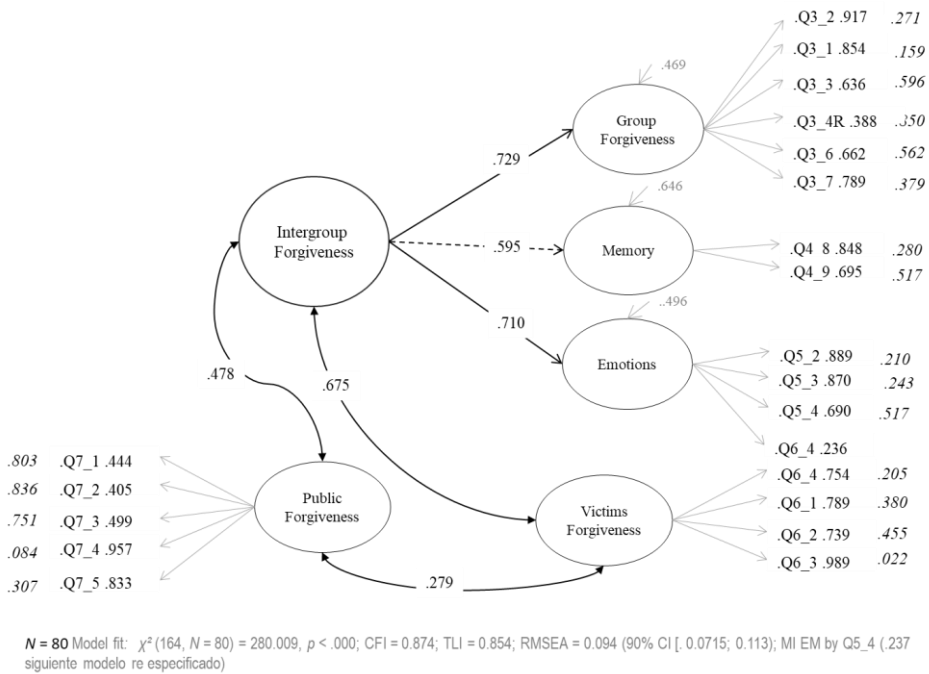 .Q3_2 .917 .271
.Q3_1 .854 .159
.469
.Q3_3 .636 .596
Group
Forgiveness
.Q3_4R .388 .350
.Q3_6 .662 .562
.729
.Q3_7 .789 .379
.646
Intergroup
Forgiveness
.595
Memory
.Q4_8 .848 .280
.Q4_9 .695 .517
..496
.710
Emotions
.Q5_2 .889 .210
.Q5_3 .870 .243
.Q5_4 .690 .517
.478
.675
.Q6_4 .236
.803 .Q7_1 .444
.836 .Q7_2 .405
.751 .Q7_3 .499
.084 .Q7_4 .957
.307 .Q7_5 .833
Public
Forgiveness
Victims
Forgiveness
.Q6_4 .754 .205
.Q6_1 .789 .380
.Q6_2 .739 .455
.Q6_3 .989 .022
.279
N = 80 Model fit: χ² (164, N = 80) = 280.009, p < .000; CFI = 0.874; TLI = 0.854; RMSEA = 0.094 (90% CI [. 0.0715; 0.113); MI EM by Q5_4 (.237
siguiente modelo re especificado)